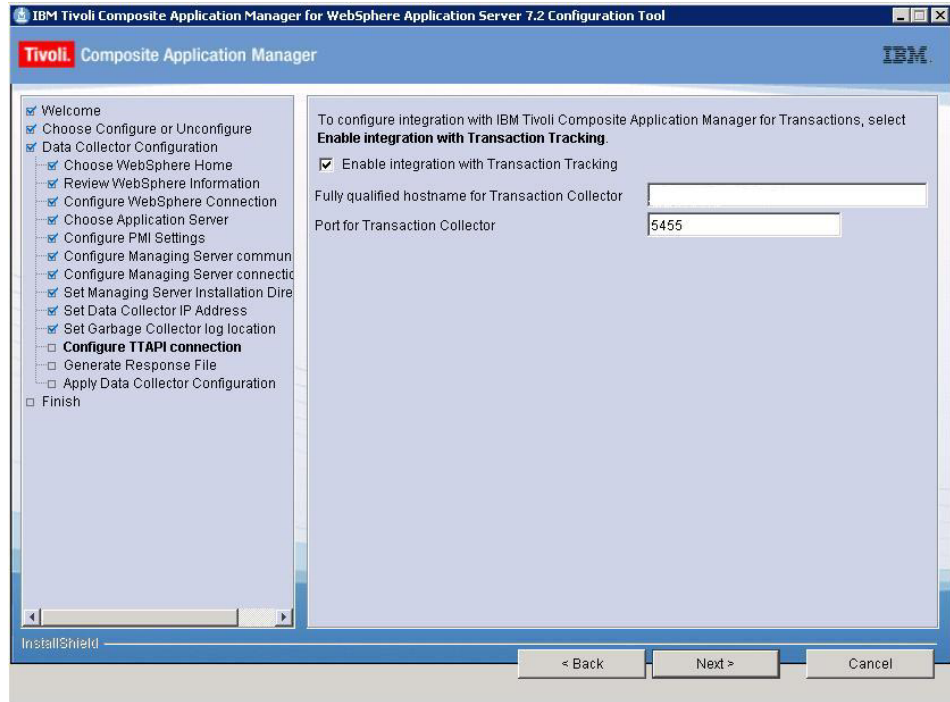 IBM Tivoli Composite Application Manager for WebSphere Application Server 7.2 Configuration Tool
Tivoli. Composite Application Manager
IBM.
Welcome
Choose Configure or Unconfigure
Data Collector Configuration
Choose WebSphere Home
Review WebSphere Information
Configure WebSphere Connection
Choose Application Server
Configure PMI Settings
Configure Managing Server commun
Configure Managing Server connectic
Set Managing Server Installation Dire
Set Data Collector IP Address
Set Garbage Collector log location
Configure TTAPI connection
Generate Response File
Apply Data Collector Configuration
Finish
To configure integration with IBM Tivoli Composite Application Manager for Transactions, select
Enable integration with Transaction Tracking.
Enable integration with Transaction Tracking
Fully qualified hostname for Transaction Collector
Port for Transaction Collector 5455
InstallShield
< Back Next > Cancel